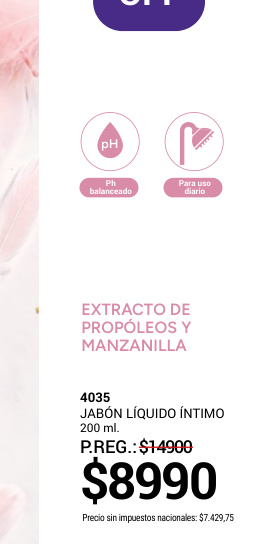 OFF
pH
Ph
balanceado
Para uso
diario
EXTRACTO DE
PROPÓLEOS Y
MANZANILLA
4035
JABÓN LÍQUIDO ÍNTIMO
200 ml.
P.REG.: $14900
$8990
Precio sin impuestos nacionales: $7.429,75